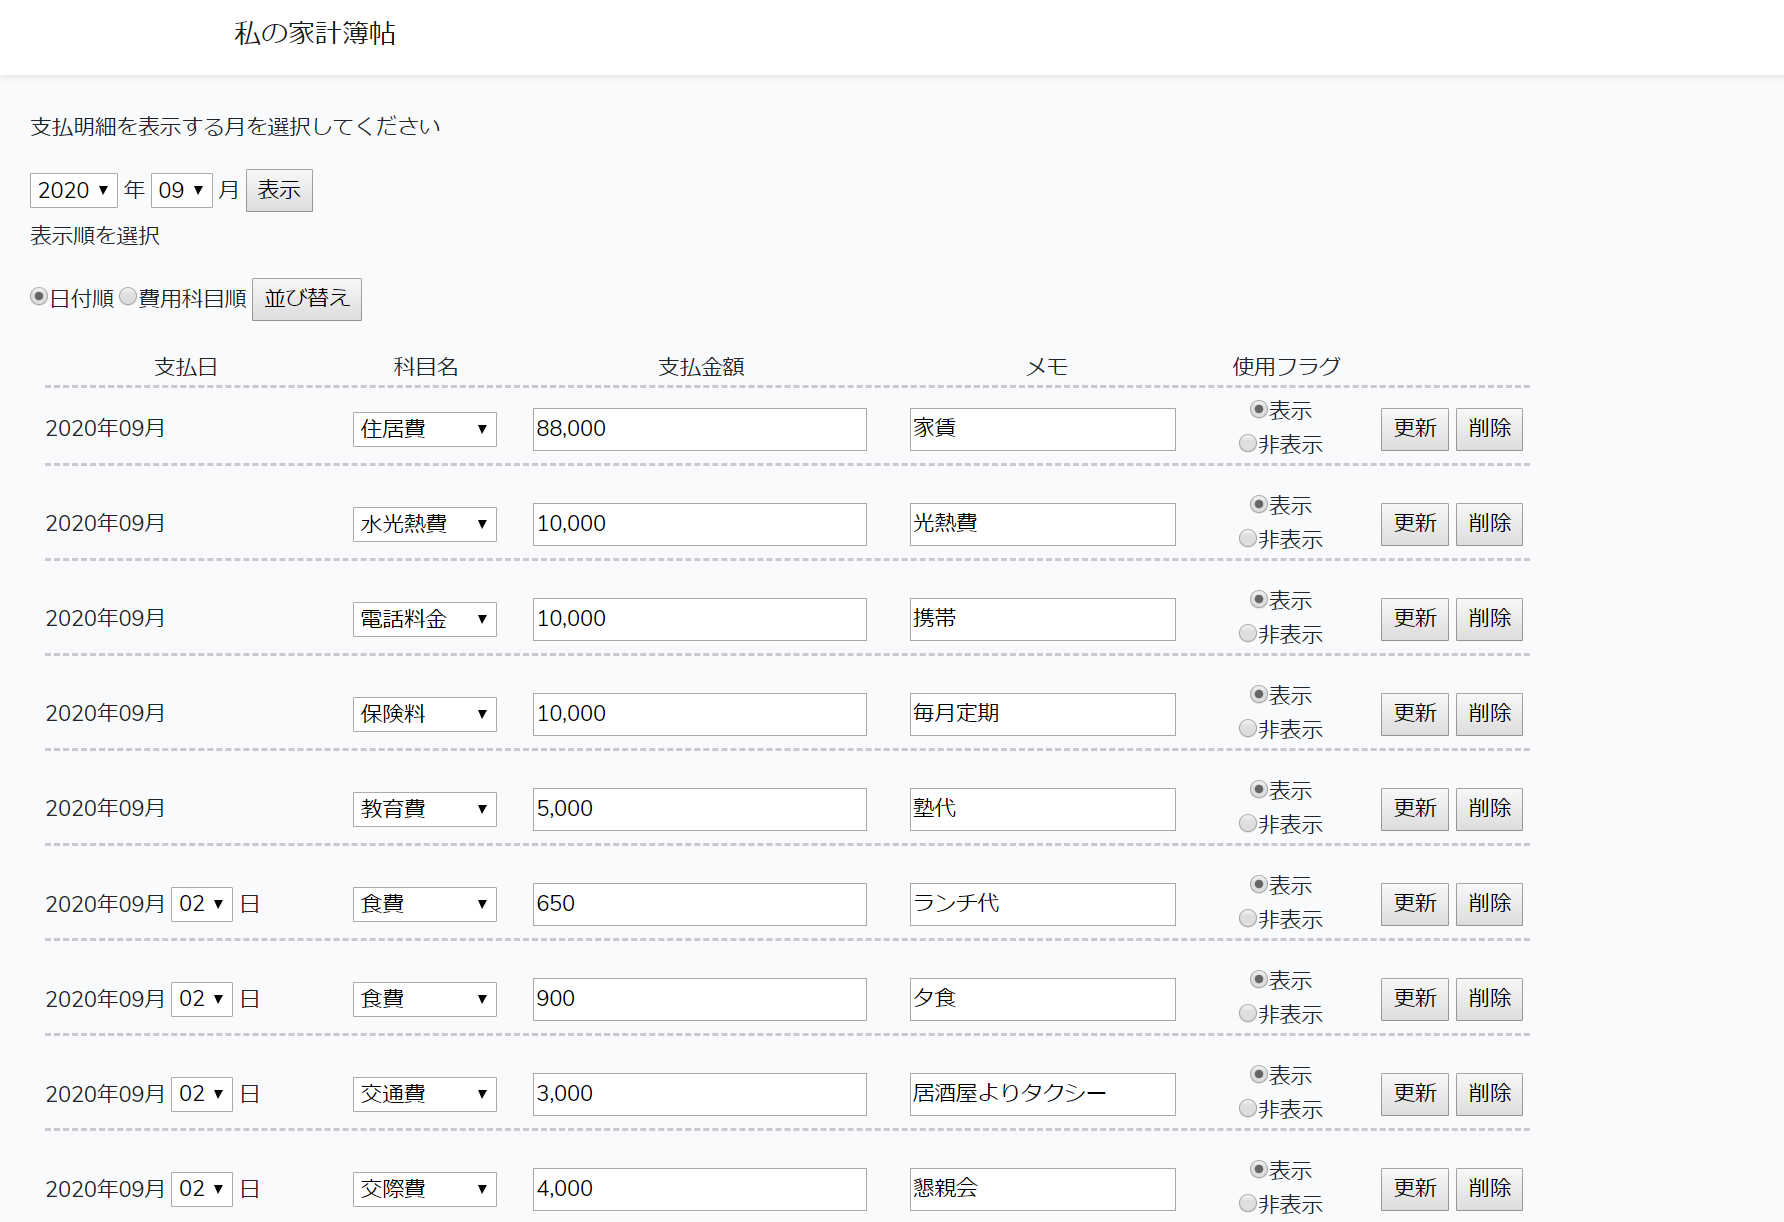 私の家計簿帖
支払明細を表示する月を選択してください
2020 年 09 月 表示
表示順を選択
日付順 費用科目順 並び替え
支払日 科目名 支払金額 メモ 使用フラグ
2020年09月 住居費 88,000 家賃 表示 非表示 更新 削除
2020年09月 水光熱費 10,000 光熱費 表示 非表示 更新 削除
2020年09月 電話料金 10,000 携帯 表示 非表示 更新 削除
2020年09月 保険料 10,000 毎月定期 表示 非表示 更新 削除
2020年09月 教育費 5,000 塾代 表示 非表示 更新 削除
2020年09月 02 日 食費 650 ランチ代 表示 非表示 更新 削除
2020年09月 02 日 食費 900 夕食 表示 非表示 更新 削除
2020年09月 02 日 交通費 3,000 居酒屋よりタクシー 表示 非表示 更新 削除
2020年09月 02 日 交際費 4,000 懇親会 表示 非表示 更新 削除